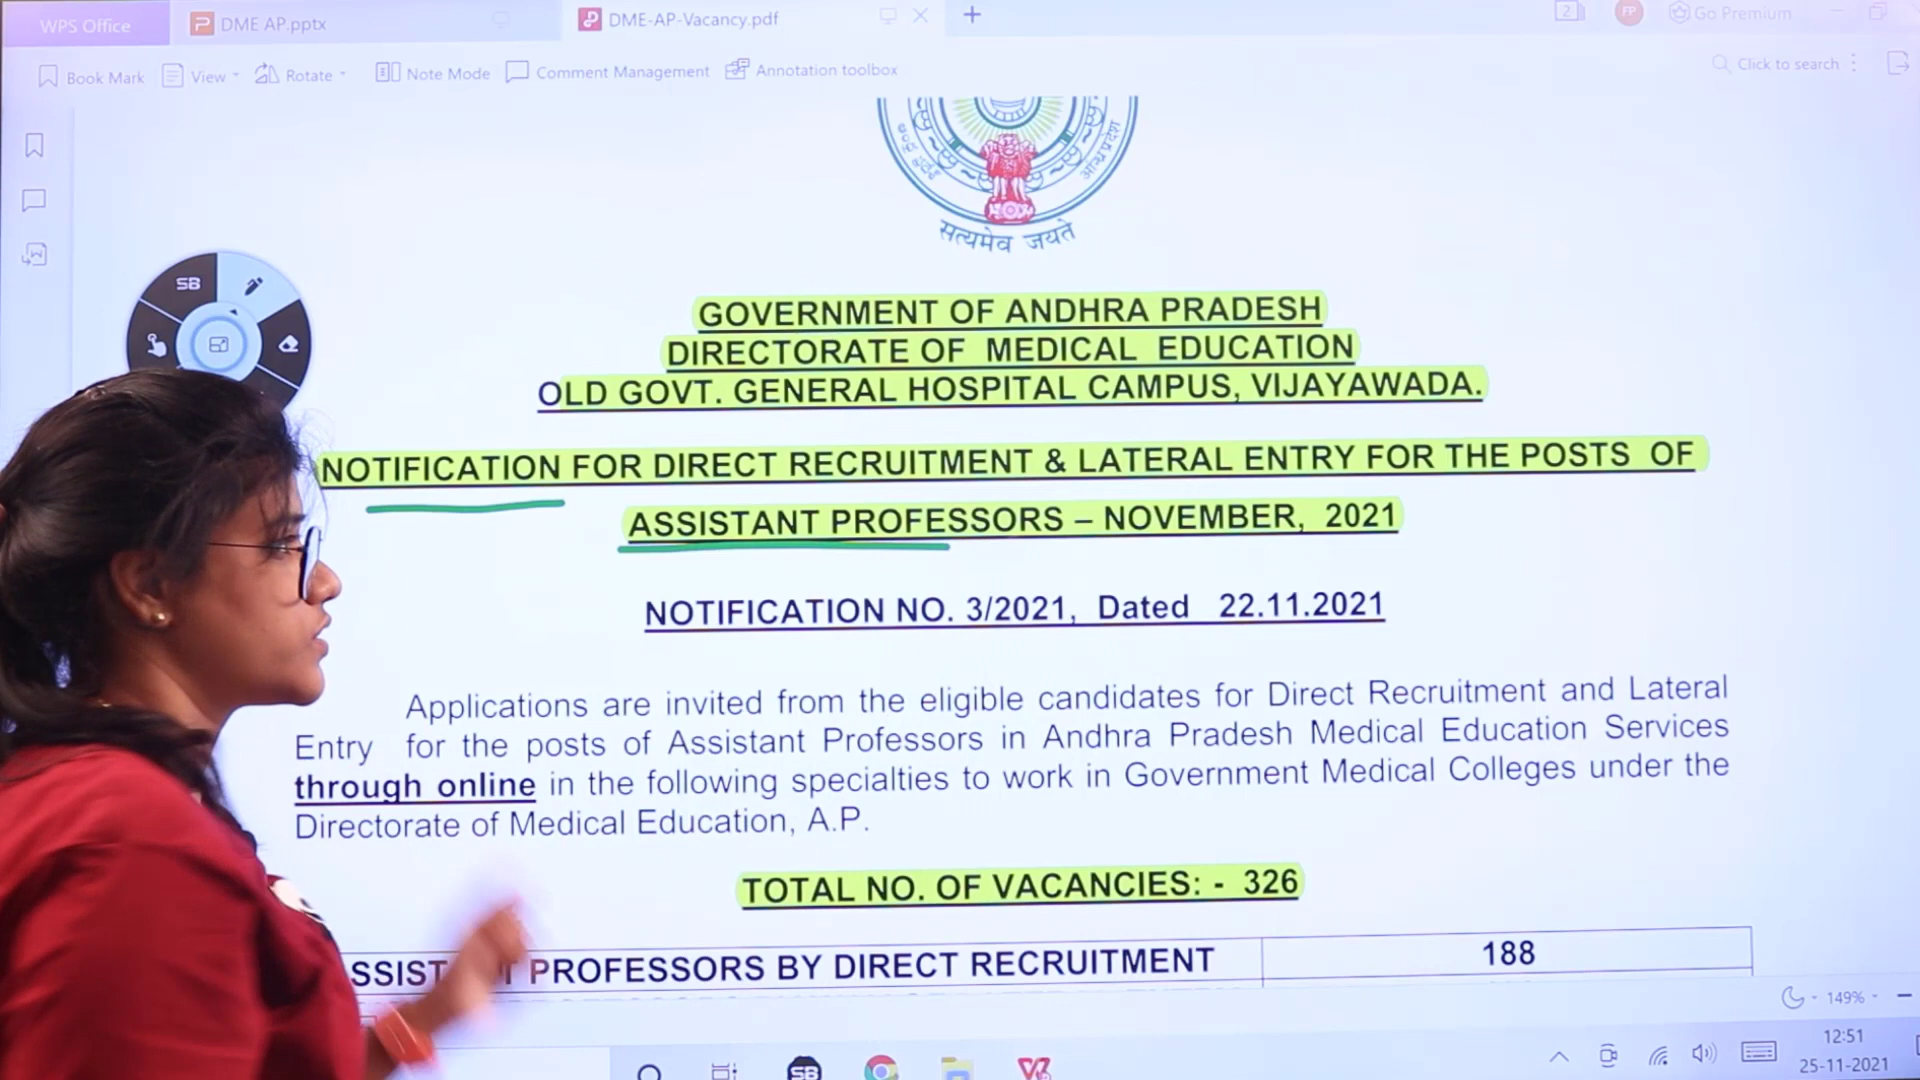 WPS Office
DME AP.pptx
DME-AP-Vacancy.pdf
2
FP
Go Premium
Book Mark
View
Rotate
Note Mode
Comment Management
Annotation toolbox
Click to search
आंध्र प्रदेश
सत्यमेव जयते
SB
GOVERNMENT OF ANDHRA PRADESH
DIRECTORATE OF MEDICAL EDUCATION
OLD GOVT. GENERAL HOSPITAL CAMPUS, VIJAYAWADA.
NOTIFICATION FOR DIRECT RECRUITMENT & LATERAL ENTRY FOR THE POSTS OF
ASSISTANT PROFESSORS – NOVEMBER, 2021
NOTIFICATION NO. 3/2021, Dated 22.11.2021
Applications are invited from the eligible candidates for Direct Recruitment and Lateral
Entry for the posts of Assistant Professors in Andhra Pradesh Medical Education Services
through online in the following specialties to work in Government Medical Colleges under the
Directorate of Medical Education, A.P.
TOTAL NO. OF VACANCIES: - 326
PROFESSORS BY DIRECT RECRUITMENT 188
149%
SB
12:51
25-11-2021